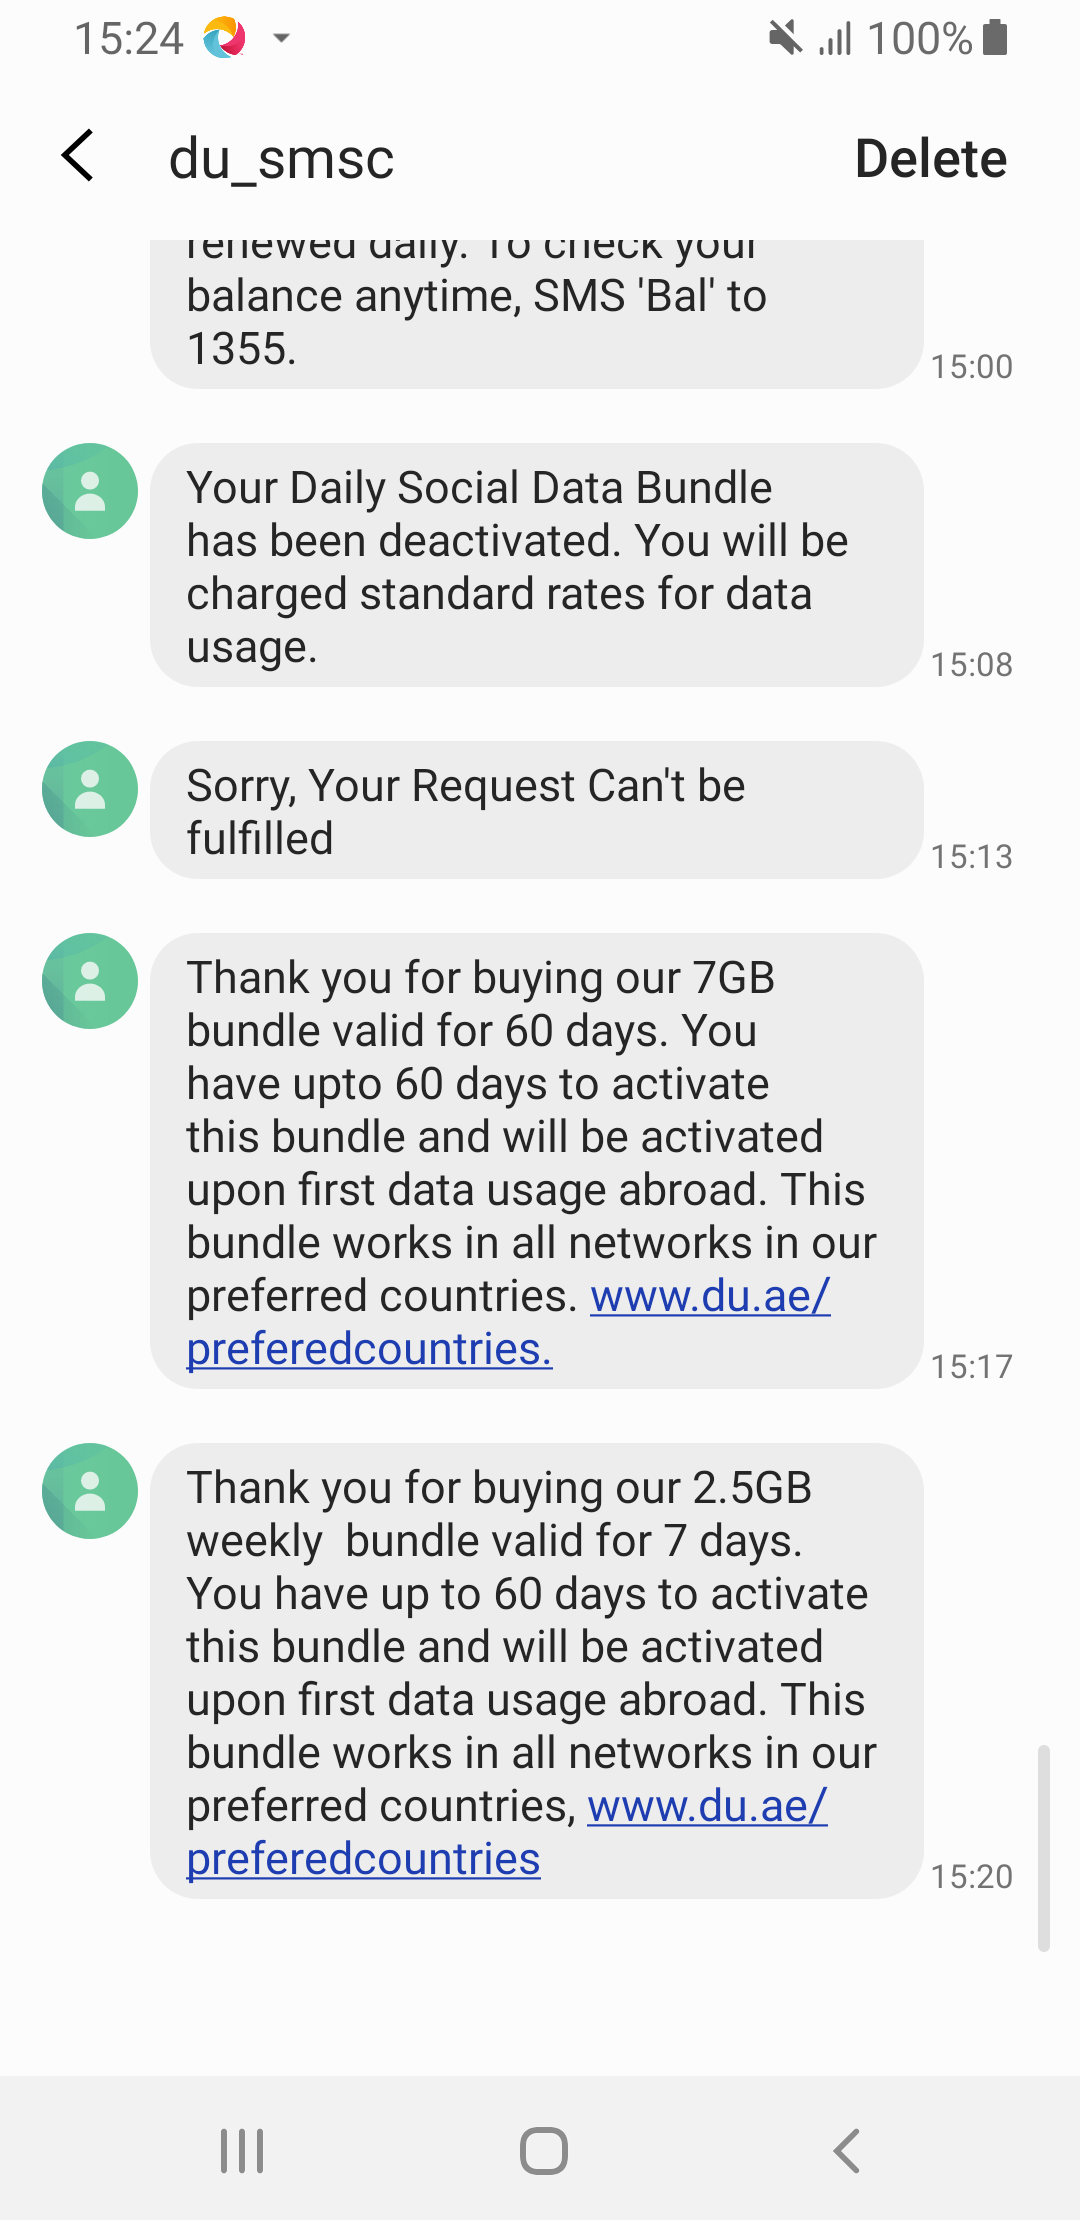 15:24
100%
du_smsc
Delete
renewed daily. To check your
balance anytime, SMS 'Bal' to
1355.
15:00
Your Daily Social Data Bundle
has been deactivated. You will be
charged standard rates for data
usage.
15:08
Sorry, Your Request Can't be
fulfilled
15:13
Thank you for buying our 7GB
bundle valid for 60 days. You
have upto 60 days to activate
this bundle and will be activated
upon first data usage abroad. This
bundle works in all networks in our
preferred countries. www.du.ae/
preferedcountries.
15:17
Thank you for buying our 2.5GB
weekly  bundle valid for 7 days.
You have up to 60 days to activate
this bundle and will be activated
upon first data usage abroad. This
bundle works in all networks in our
preferred countries, www.du.ae/
preferedcountries
15:20